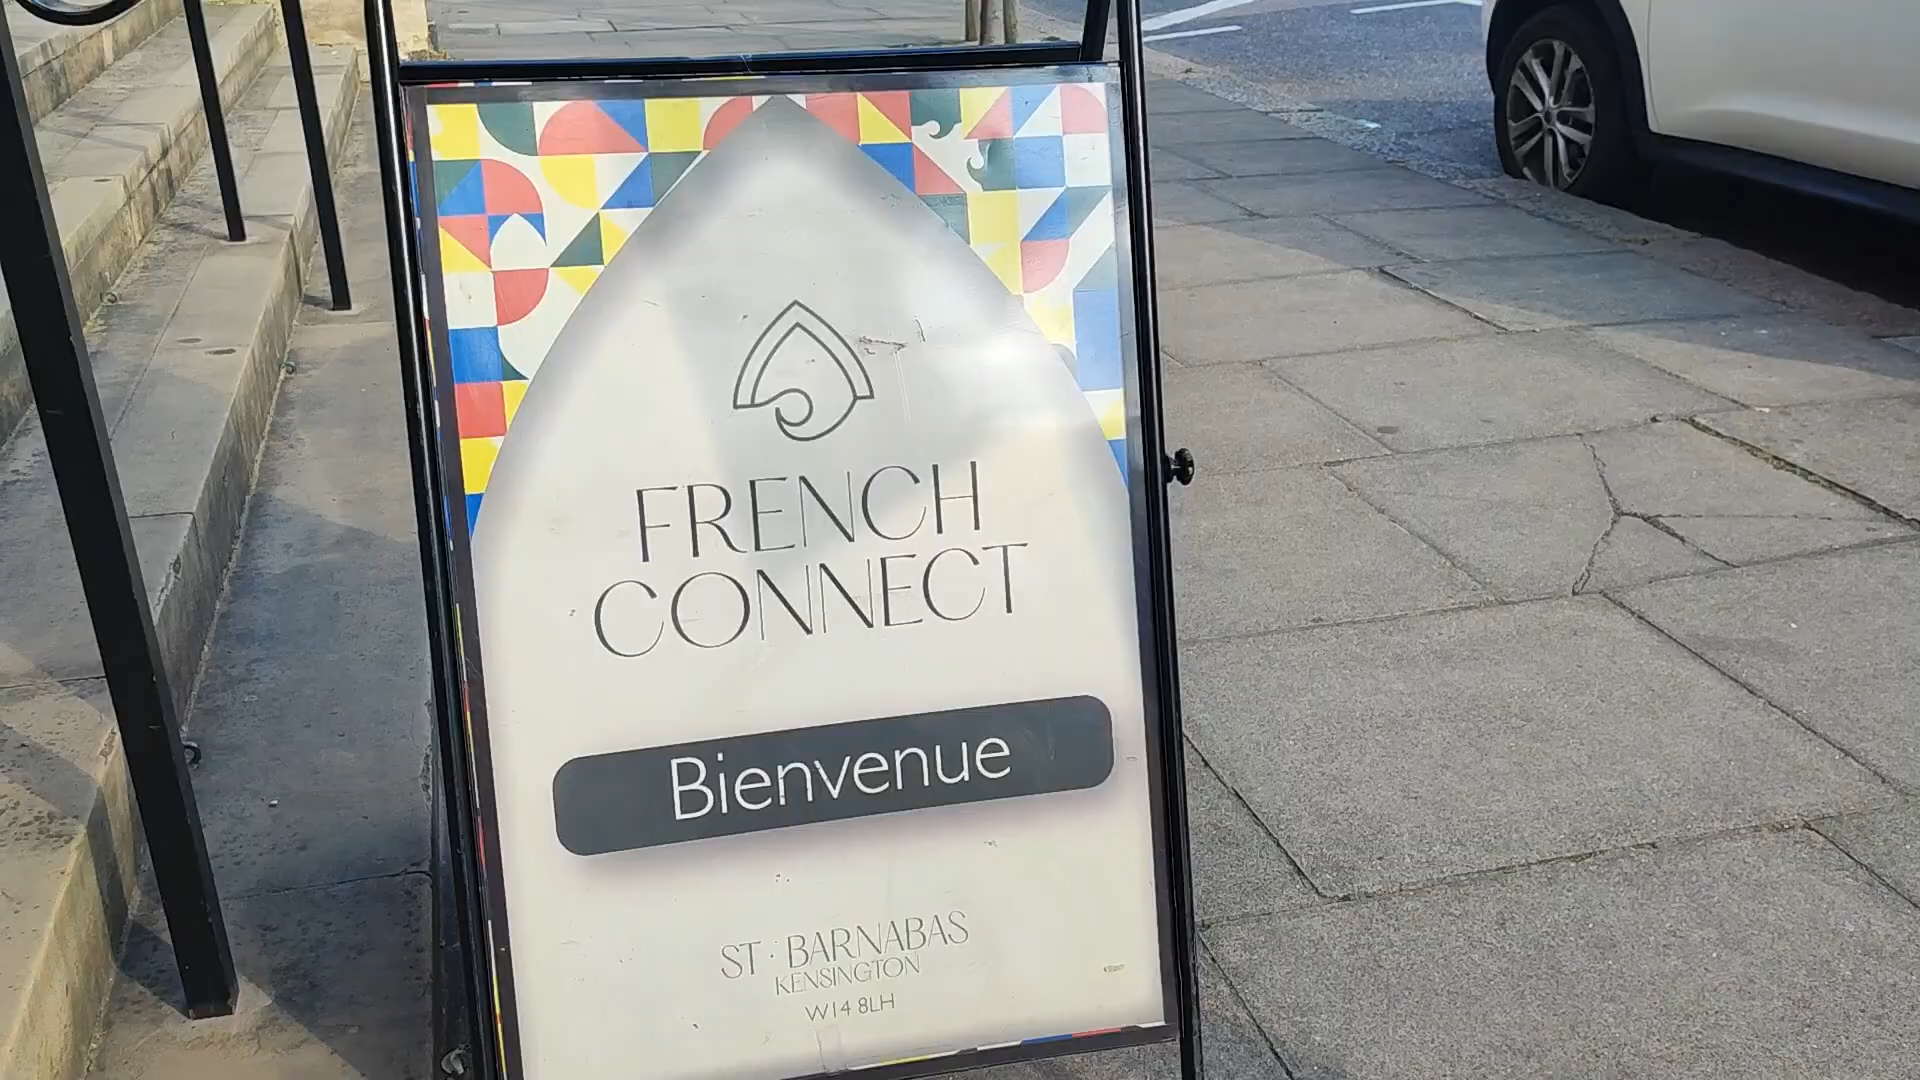 FRENCH
CONNECT
Bienvenue
ST·BARNABAS
KENSINGTON
W14 8LH